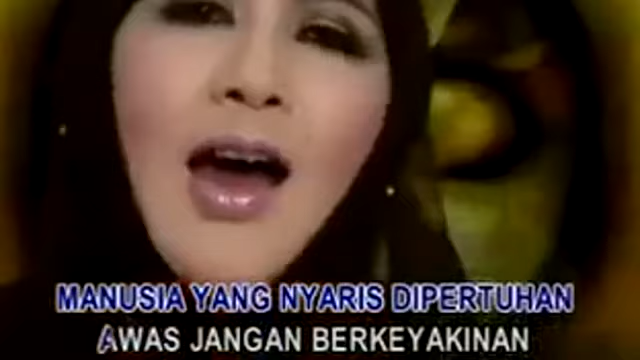 MANUSIA YANG NYARIS DIPERTUHAN
AWAS JANGAN BERKEYAKINAN